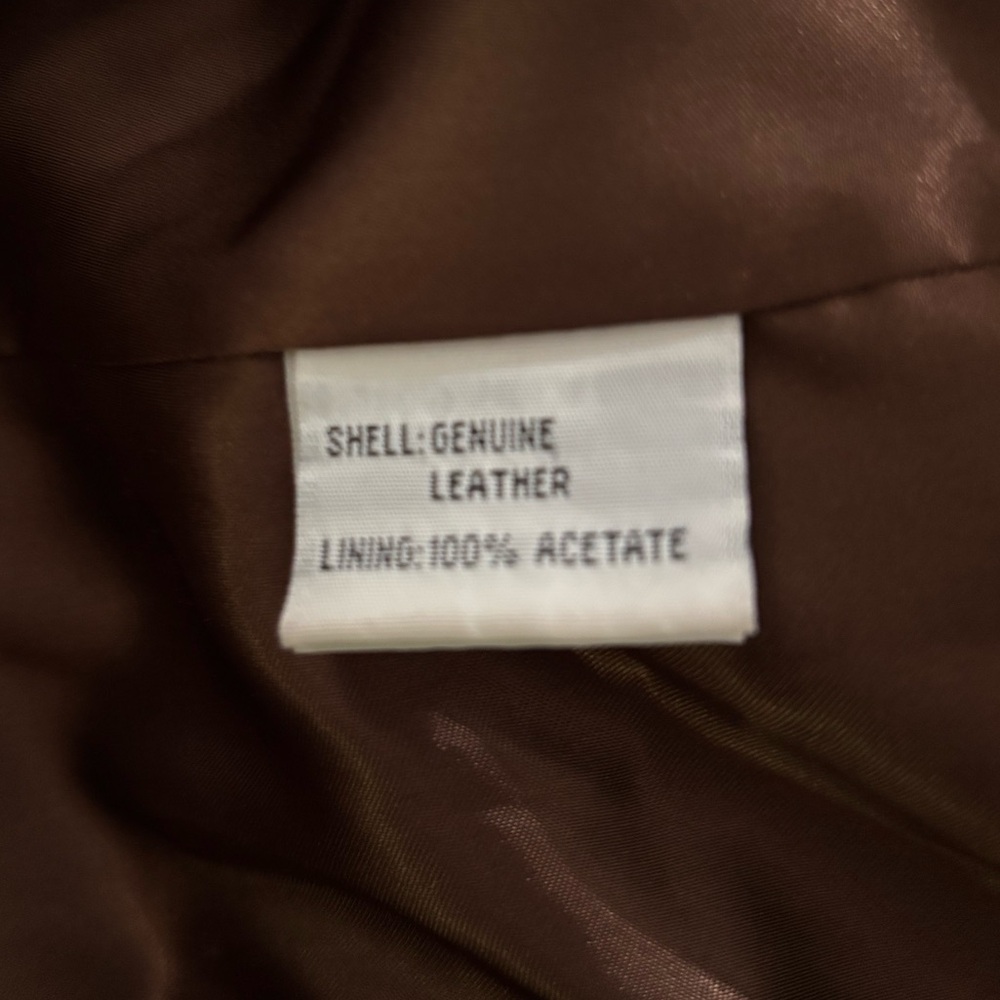 SHELL: GENUINE
LEATHER
LINING: 100% ACETATE